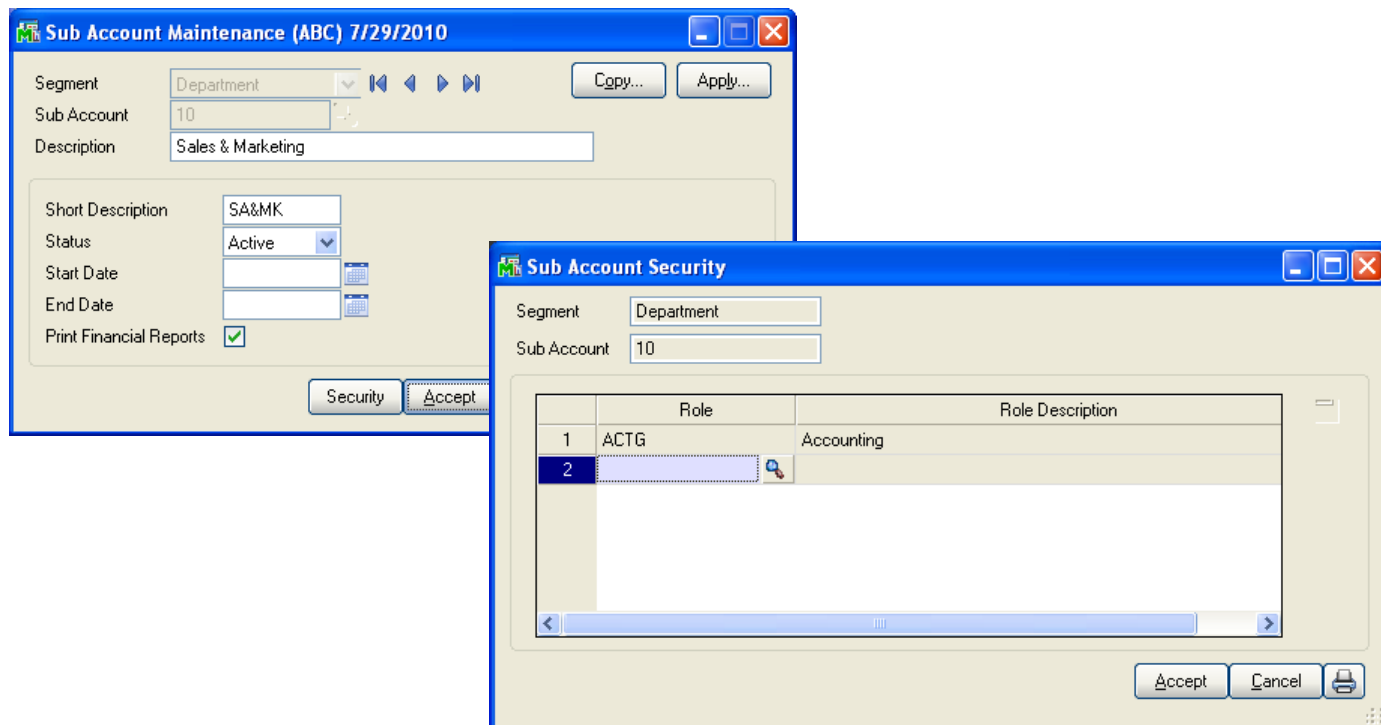 Sub Account Maintenance (ABC) 7/29/2010
Segment Department Copy... Apply...
Sub Account 10
Description Sales & Marketing
Short Description SA&MK
Status Active
Start Date
End Date
Print Financial Reports
Security Accept
Sub Account Security
Segment Department
Sub Account 10
Role Role Description
1 ACTG Accounting
2
Accept Cancel